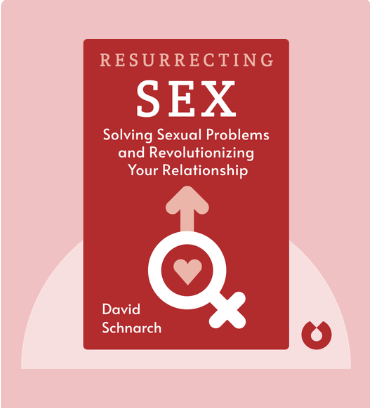 RESURRECTING
SEX
Solving Sexual Problems
and Revolutionizing
Your Relationship
David
Schnarch